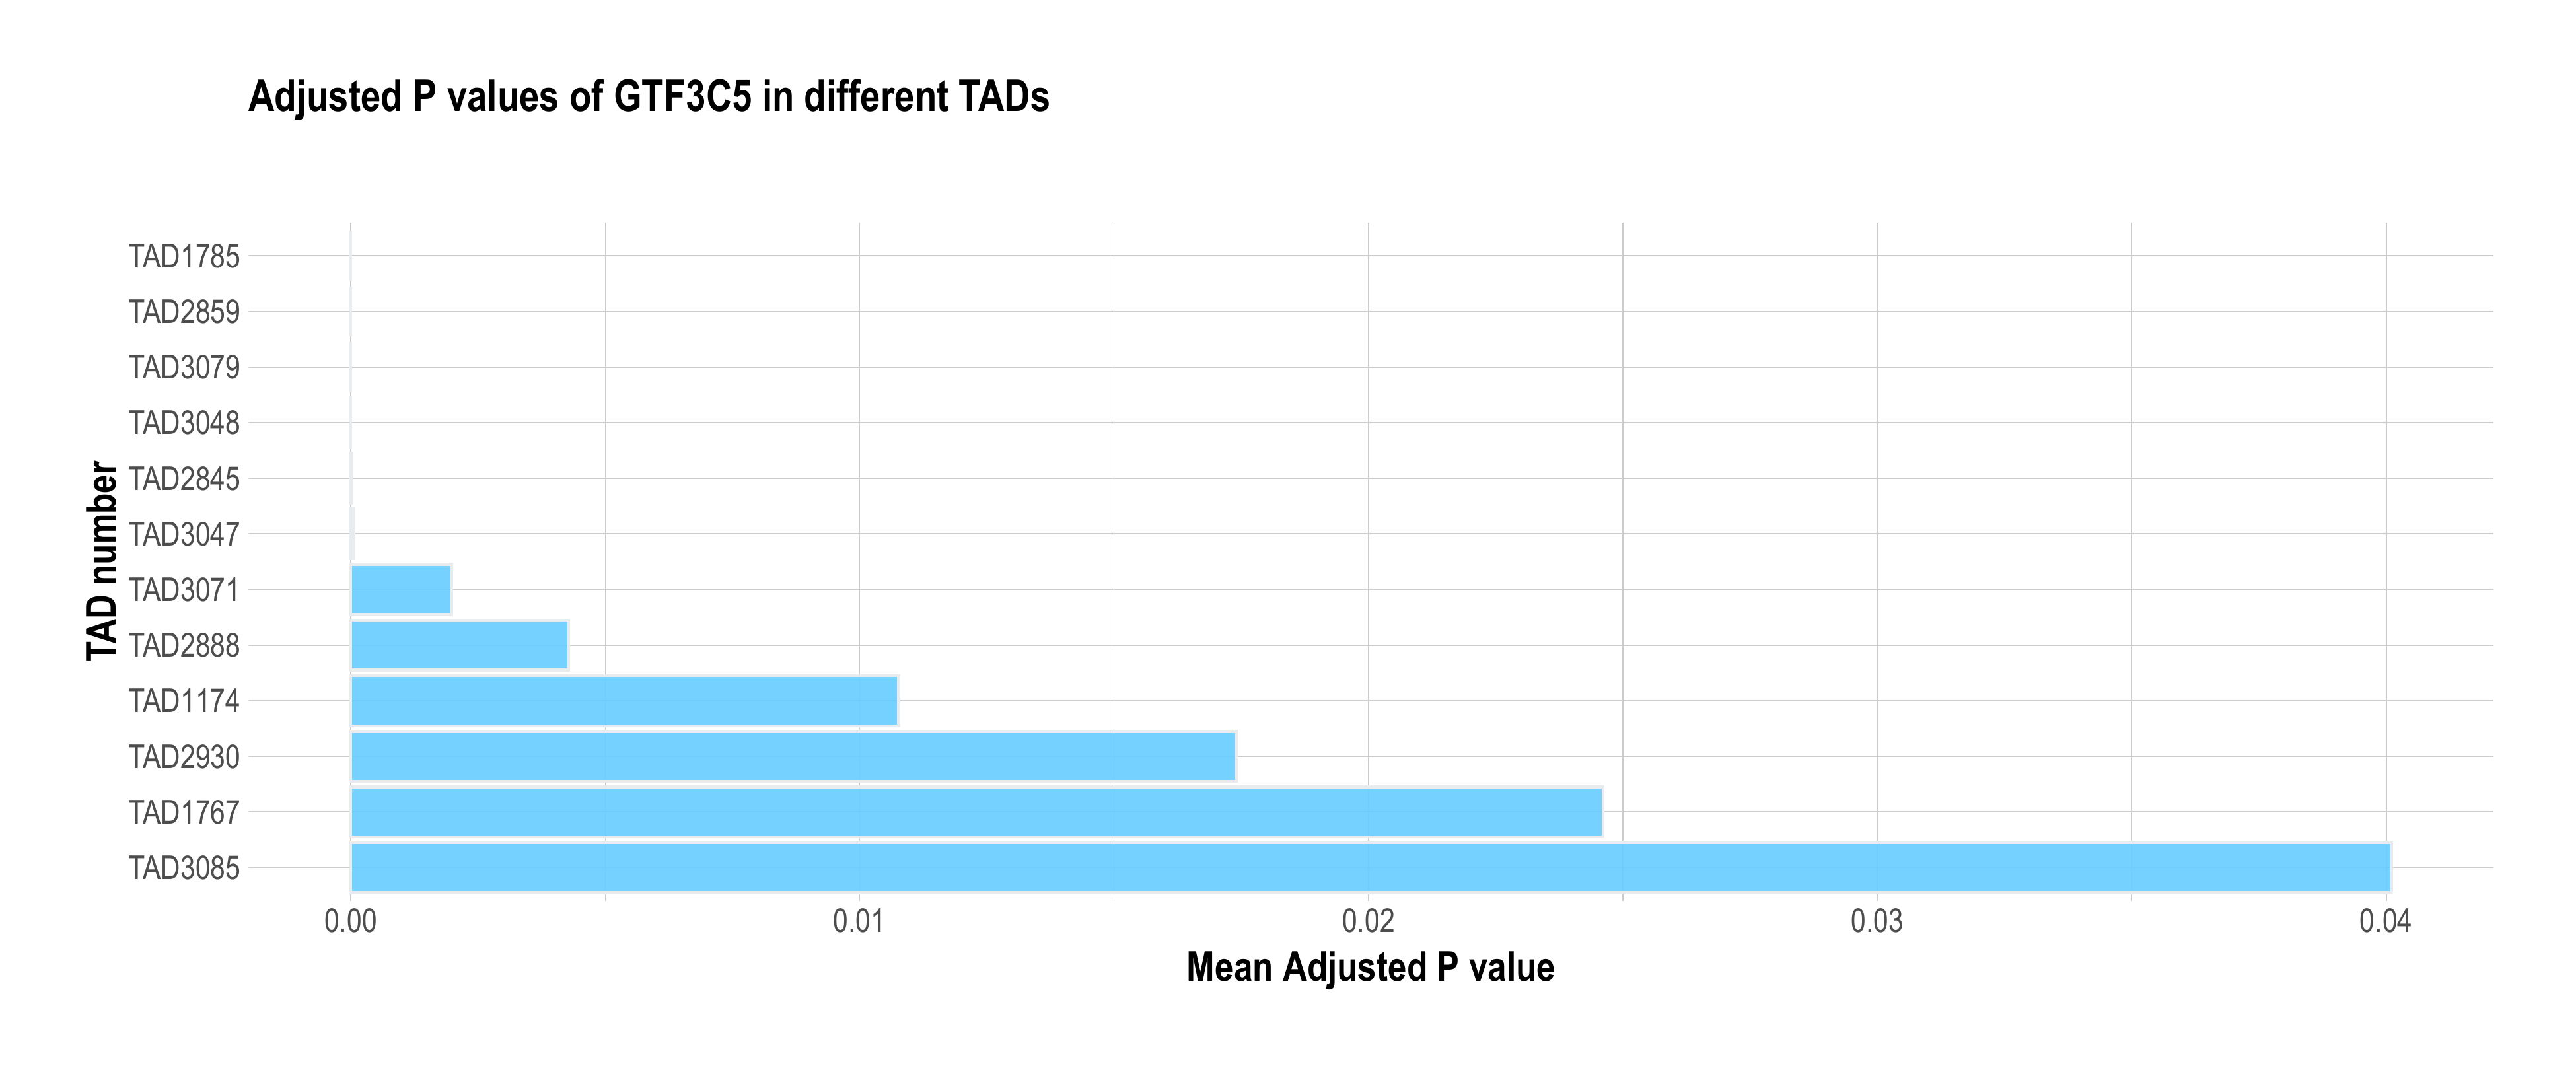 Adjusted P values of GTF3C5 in different TADs
TAD number
TAD1785
TAD2859
TAD3079
TAD3048
TAD2845
TAD3047
TAD3071
TAD2888
TAD1174
TAD2930
TAD1767
TAD3085
0.00 0.01 0.02 0.03 0.04
Mean Adjusted P value